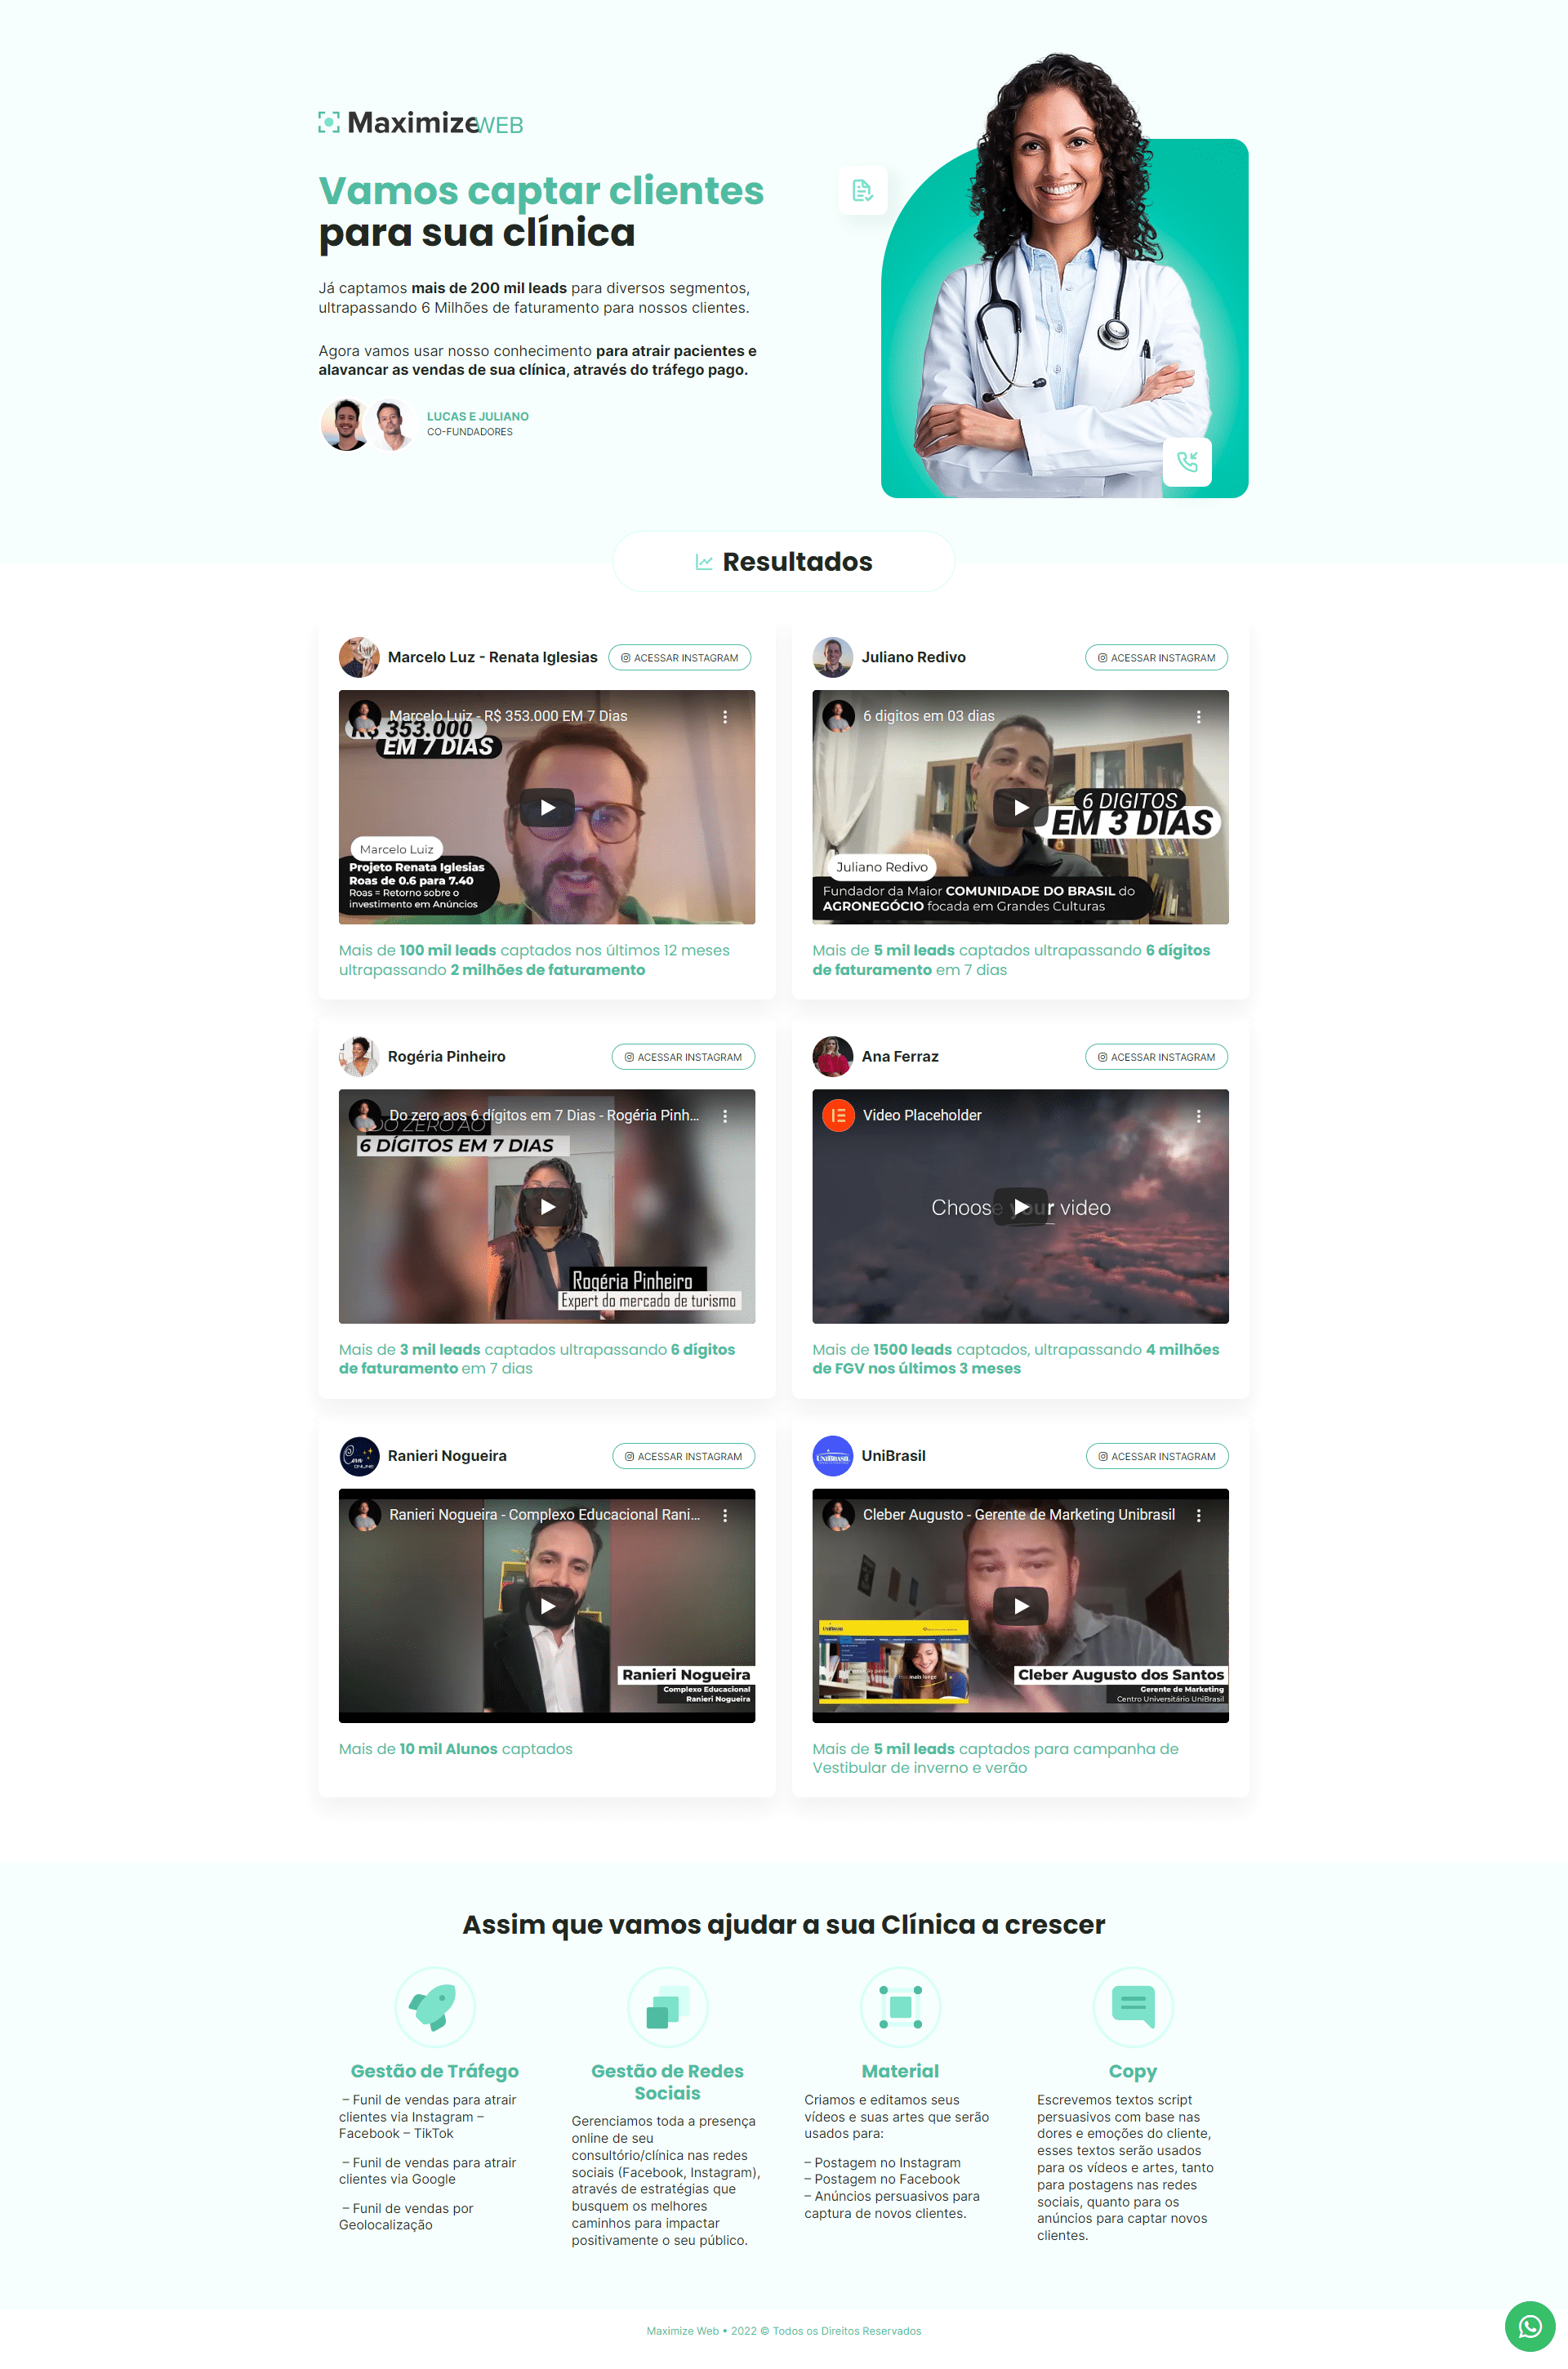 MaximizeWEB
Vamos captar clientes
para sua clínica
Já captamos mais de 200 mil leads para diversos segmentos,
ultrapassando 6 Milhões de faturamento para nossos clientes.
Agora vamos usar nosso conhecimento para atrair pacientes e
alavancar as vendas de sua clínica, através do tráfego pago.
LUCAS E JULIANO
CO-FUNDADORES
Resultados
Marcelo Luz - Renata Iglesias
ACESSAR INSTAGRAM
Marcelo Luiz - R$ 353.000 EM 7 Dias
R$ 353.000
EM 7 DIAS
Marcelo Luiz
Projeto Renata Iglesias
Roas de 0.6 para 7.40
Roas = Retorno sobre o
investimento em Anúncios
Mais de 100 mil leads captados nos últimos 12 meses
ultrapassando 2 milhões de faturamento
Juliano Redivo
ACESSAR INSTAGRAM
6 digitos em 03 dias
6 DIGITOS
EM 3 DIAS
Juliano Redivo
Fundador da Maior COMUNIDADE DO BRASIL do
AGRONEGÓCIO focada em Grandes Culturas
Mais de 5 mil leads captados ultrapassando 6 dígitos
de faturamento em 7 dias
Rogéria Pinheiro
ACESSAR INSTAGRAM
Do zero aos 6 dígitos em 7 Dias - Rogéria Pinh...
DO ZERO AO
6 DÍGITOS EM 7 DIAS
Rogéria Pinheiro
Expert do mercado de turismo
Mais de 3 mil leads captados ultrapassando 6 dígitos
de faturamento em 7 dias
Ana Ferraz
ACESSAR INSTAGRAM
Video Placeholder
Choose your video
Mais de 1500 leads captados, ultrapassando 4 milhões
de FGV nos últimos 3 meses
Ranieri Nogueira
ACESSAR INSTAGRAM
Ranieri Nogueira - Complexo Educacional Rani...
Ranieri Nogueira
Complexo Educacional
Ranieri Nogueira
Mais de 10 mil Alunos captados
UNIBRASIL
UniBrasil
ACESSAR INSTAGRAM
Cleber Augusto - Gerente de Marketing Unibrasil
mais longe
Cleber Augusto dos Santos
Gerente de Marketing
Centro Universitário UniBrasil
Mais de 5 mil leads captados para campanha de
Vestibular de inverno e verão
Assim que vamos ajudar a sua Clínica a crescer
Gestão de Tráfego
– Funil de vendas para atrair
clientes via Instagram –
Facebook – TikTok
– Funil de vendas para atrair
clientes via Google
– Funil de vendas por
Geolocalização
Gestão de Redes
Sociais
Gerenciamos toda a presença
online de seu
consultório/clínica nas redes
sociais (Facebook, Instagram),
através de estratégias que
busquem os melhores
caminhos para impactar
positivamente o seu público.
Material
Criamos e editamos seus
vídeos e suas artes que serão
usados para:
– Postagem no Instagram
– Postagem no Facebook
– Anúncios persuasivos para
captura de novos clientes.
Copy
Escrevemos textos script
persuasivos com base nas
dores e emoções do cliente,
esses textos serão usados
para os vídeos e artes, tanto
para postagens nas redes
sociais, quanto para os
anúncios para captar novos
clientes.
Maximize Web • 2022 © Todos os Direitos Reservados